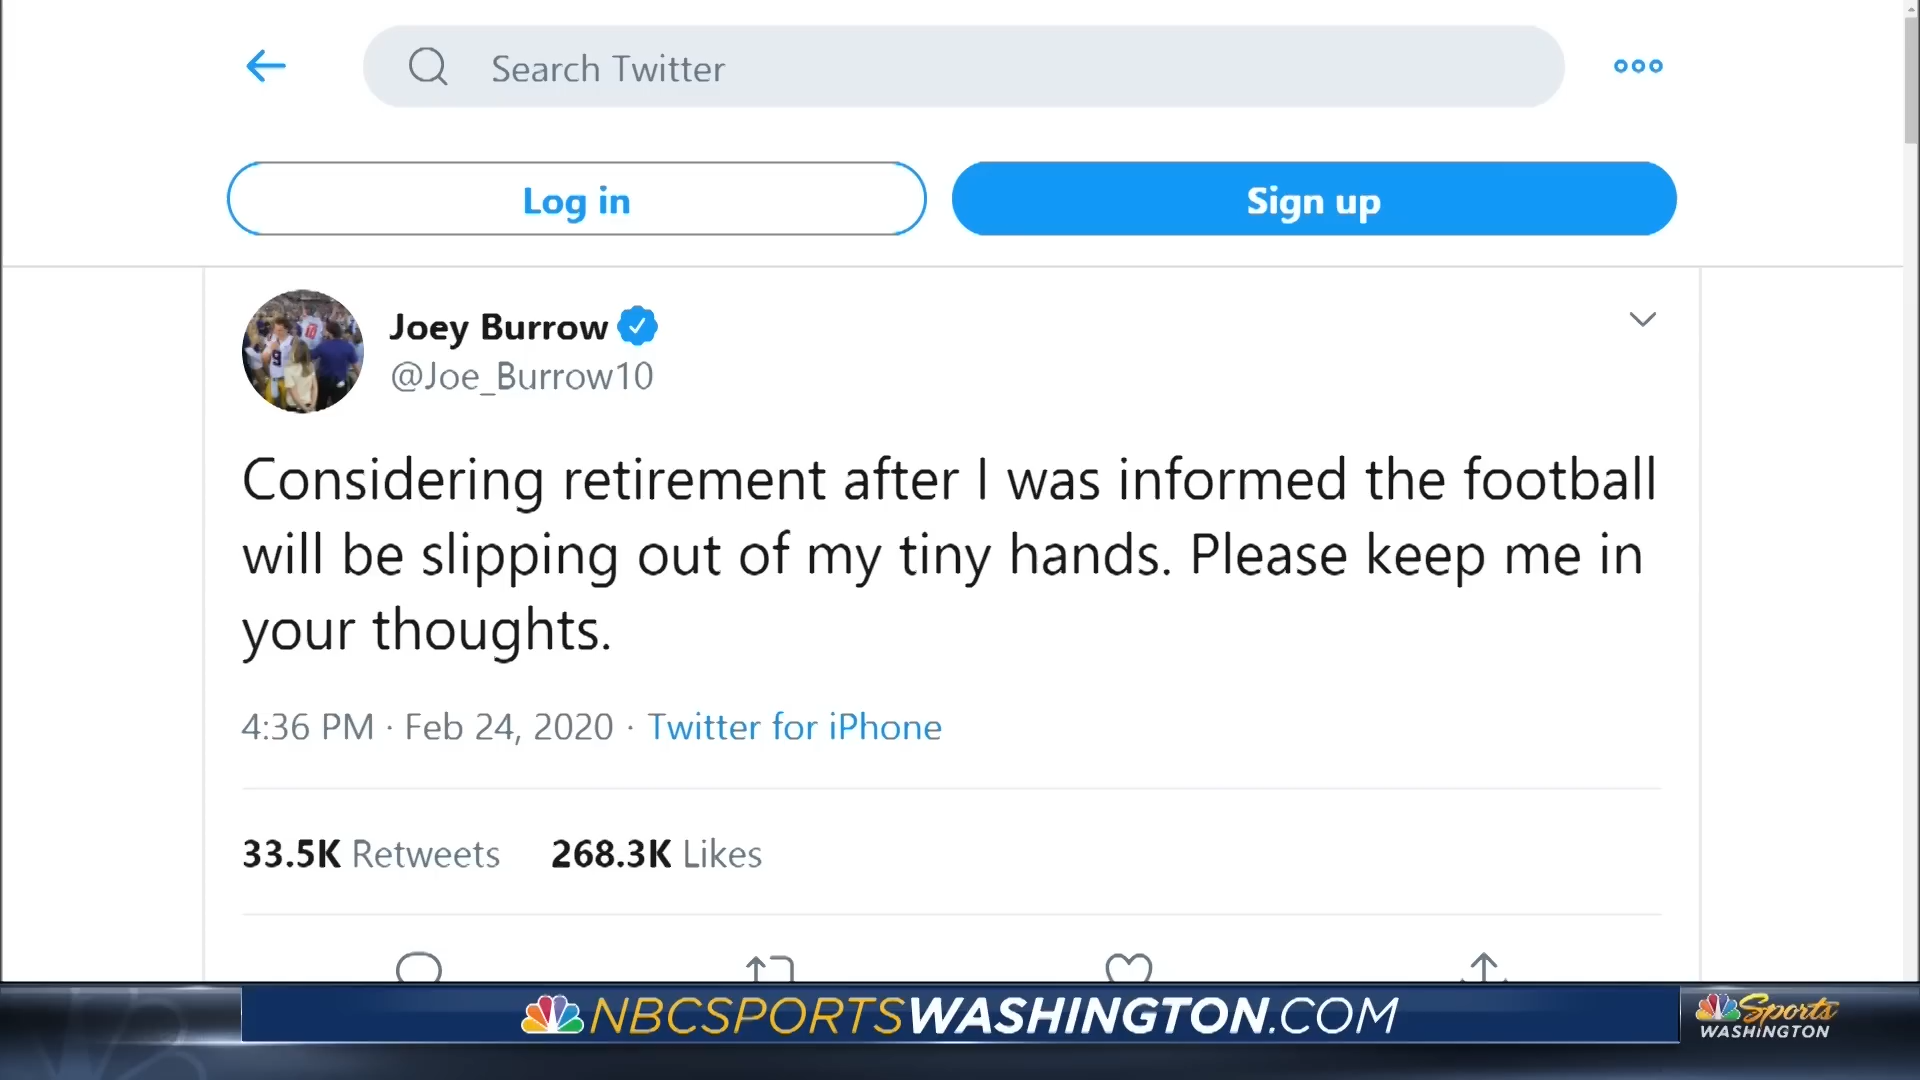 Search Twitter
Log in
Sign up
Joey Burrow
@Joe_Burrow10
Considering retirement after I was informed the football
will be slipping out of my tiny hands. Please keep me in
your thoughts.
4:36 PM · Feb 24, 2020 · Twitter for iPhone
33.5K Retweets 268.3K Likes
NBCSPORTSWASHINGTON.COM
Sports
WASHINGTON